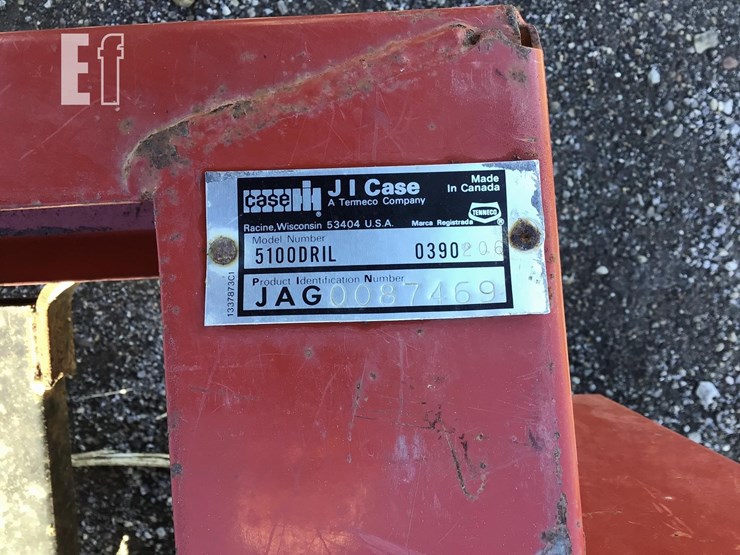 Ef
case IH J I Case
A Tenneco Company
Made
In Canada
TENNECO
Racine, Wisconsin 53404 U.S.A. Marca Registrada ®
Model Number
5100DRIL 0390206
Product Identification Number
JAG0087469
1337873C1